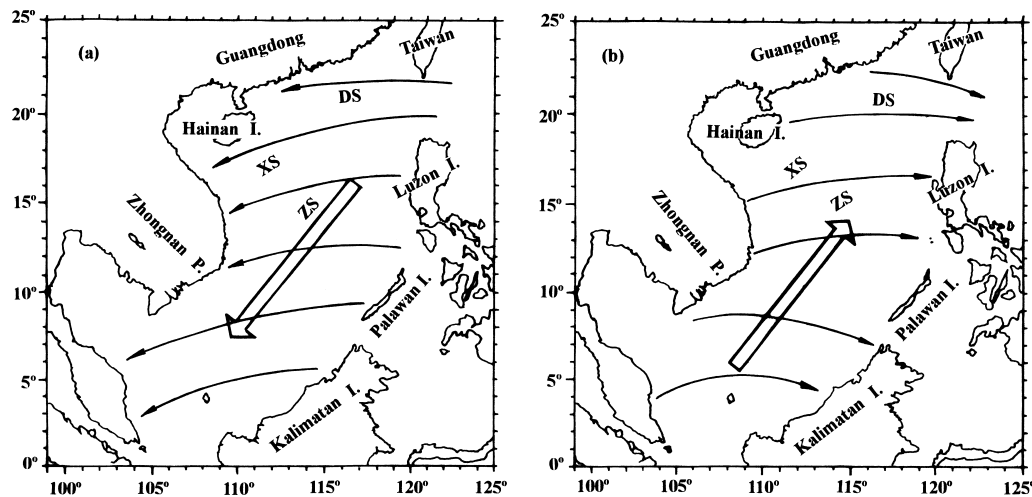 25°
20°
15°
10°
5°
0°
(a)
Guangdong
Taiwan
DS
Hainan I.
XS
Luzon I.
ZS
Zhongnan P.
Palawan I.
Kalimatan I.
100°
105°
110°
115°
120°
125°
25°
20°
15°
10°
5°
0°
(b)
Guangdong
Taiwan
DS
Hainan I.
XS
Luzon I.
ZS
Zhongnan P.
Palawan I.
Kalimatan I.
100°
105°
110°
115°
120°
125°